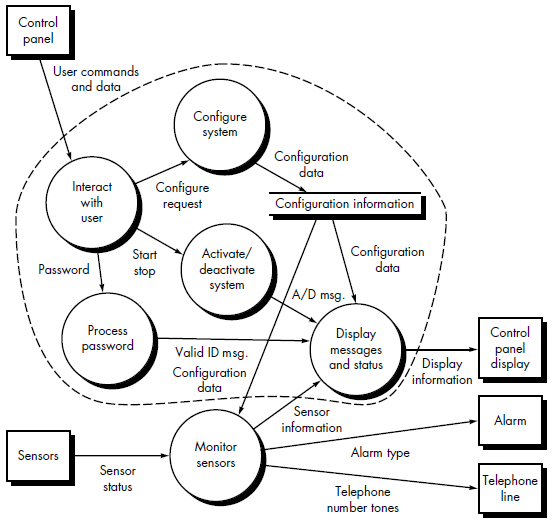 Control
panel
User commands
and data
Configure
system
Configuration
data
Interact
with
user
Configure
request
Configuration information
Start
stop
Password
Activate/
deactivate
system
Configuration
data
A/D msg.
Process
password
Valid ID msg.
Display
messages
and status
Control
panel
display
Display
information
Configuration
data
Sensor
information
Alarm
Sensors
Sensor
status
Monitor
sensors
Alarm type
Telephone
number tones
Telephone
line